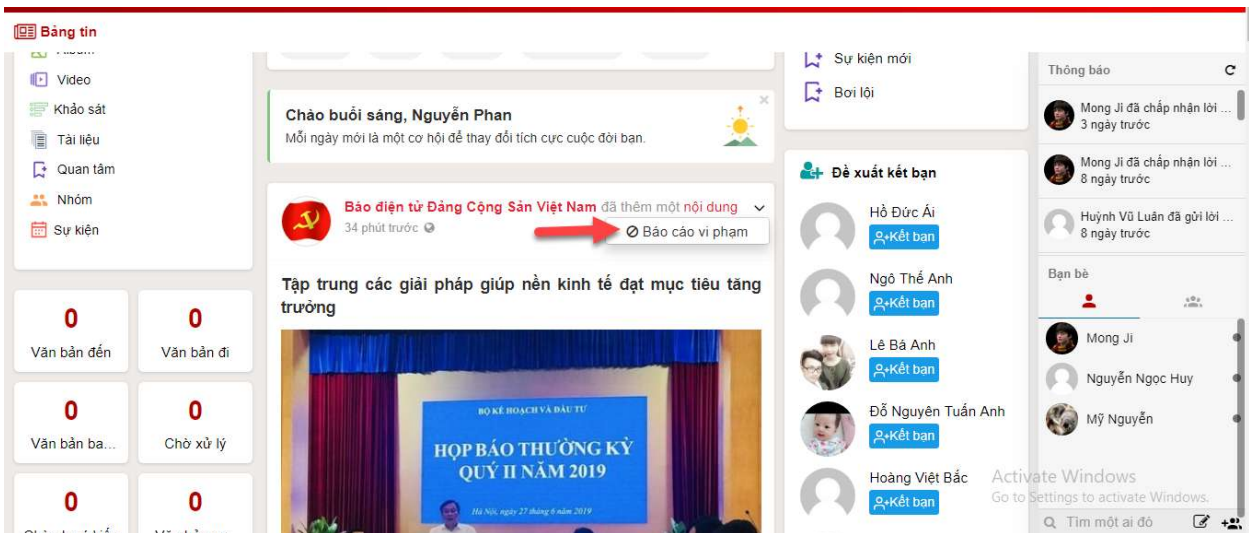 Bảng tin
Video
Khảo sát
Tài liệu
Quan tâm
Nhóm
Sự kiện
0
Văn bản đến
0
Văn bản đi
0
Văn bản ba...
0
Chờ xử lý
0
0
Chào buổi sáng, Nguyễn Phan
Mỗi ngày mới là một cơ hội để thay đổi tích cực cuộc đời bạn.
Báo điện tử Đảng Cộng Sản Việt Nam đã thêm một nội dung
34 phút trước
Báo cáo vi phạm
Tập trung các giải pháp giúp nền kinh tế đạt mục tiêu tăng
trưởng
BỘ KẾ HOẠCH VÀ ĐẦU TƯ
HỌP BÁO THƯỜNG KỲ
QUÝ II NĂM 2019
Hà Nội, ngày 27 tháng 6 năm 2019
Sự kiện mới
Bơi lội
Đề xuất kết bạn
Hồ Đức Ái
Kết bạn
Ngô Thế Anh
Kết bạn
Lê Bá Anh
Kết bạn
Đỗ Nguyên Tuấn Anh
Kết bạn
Hoàng Việt Bắc
Kết bạn
Thông báo
Mong Ji đã chấp nhận lời ...
3 ngày trước
Mong Ji đã chấp nhận lời ...
8 ngày trước
Huỳnh Vũ Luân đã gửi lời ...
8 ngày trước
Bạn bè
Mong Ji
Nguyễn Ngọc Huy
Mỹ Nguyễn
Activate Windows
Go to Settings to activate Windows.
Tìm một ai đó